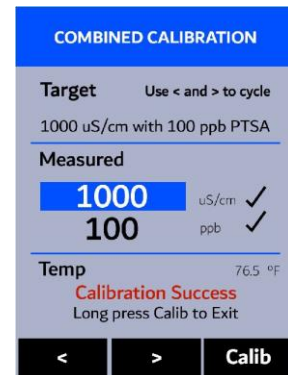 COMBINED CALIBRATION
Target Use < and > to cycle
1000 uS/cm with 100 ppb PTSA
Measured
1000 uS/cm ✓
100 ppb ✓
Temp 76.5 ºF
Calibration Success
Long press Calib to Exit
< > Calib